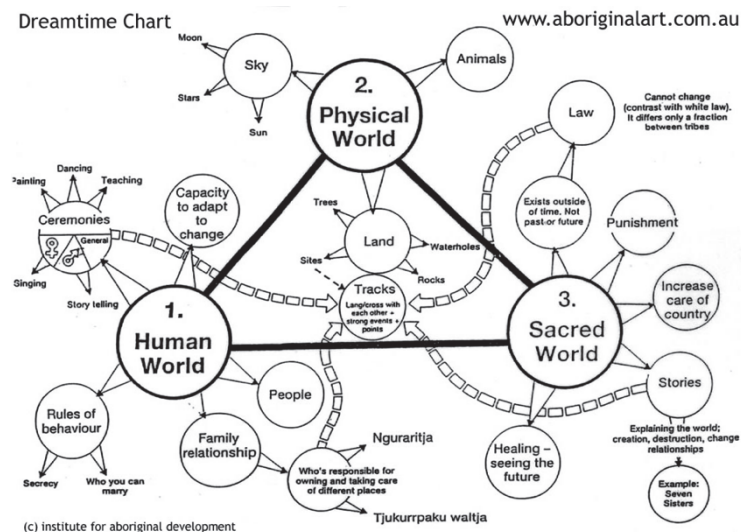 Dreamtime Chart
www.aboriginalart.com.au
Moon
Sky
Stars
Sun
2.
Physical
World
Animals
Law
Cannot change
(contrast with white law).
It differs only a fraction
between tribes
Painting
Dancing
Teaching
Ceremonies
General
Singing
Story telling
Capacity
to adapt
to
change
Trees
Land
Waterholes
Sites
Rocks
Tracks
Lang/cross with
each other +
strong events +
points
Exists outside
of time. Not
past or future
Punishment
Increase
care of
country
1.
Human
World
3.
Sacred
World
Stories
Explaining the world;
creation, destruction, change
relationships
Example:
Seven
Sisters
Rules of
behaviour
Secrecy
Who you can
marry
People
Family
relationship
Who's responsible for
owning and taking care
of different places
Nguraritja
Tjukurrpaku waltja
Healing –
seeing the
future
(c) institute for aboriginal development